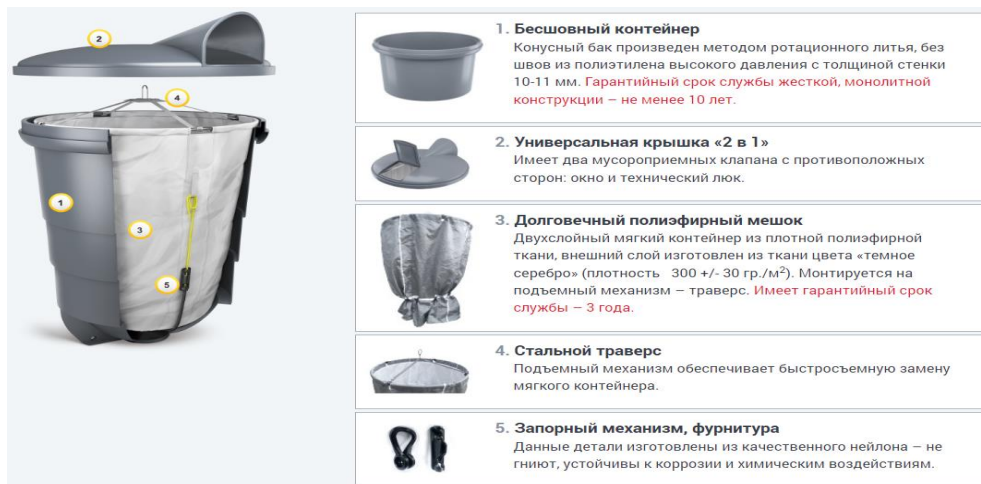 2
4
1
3
5
1. Бесшовный контейнер
Конусный бак произведен методом ротационного литья, без
швов из полиэтилена высокого давления с толщиной стенки
10-11 мм. Гарантийный срок службы жесткой, монолитной
конструкции – не менее 10 лет.
2. Универсальная крышка «2 в 1»
Имеет два мусороприемных клапана с противоположных
сторон: окно и технический люк.
3. Долговечный полиэфирный мешок
Двухслойный мягкий контейнер из плотной полиэфирной
ткани, внешний слой изготовлен из ткани цвета «темное
серебро» (плотность 300 +/- 30 гр./м²). Монтируется на
подъемный механизм – траверс. Имеет гарантийный срок
службы – 3 года.
4. Стальной траверс
Подъемный механизм обеспечивает быстросъемную замену
мягкого контейнера.
5. Запорный механизм, фурнитура
Данные детали изготовлены из качественного нейлона – не
гниют, устойчивы к коррозии и химическим воздействиям.